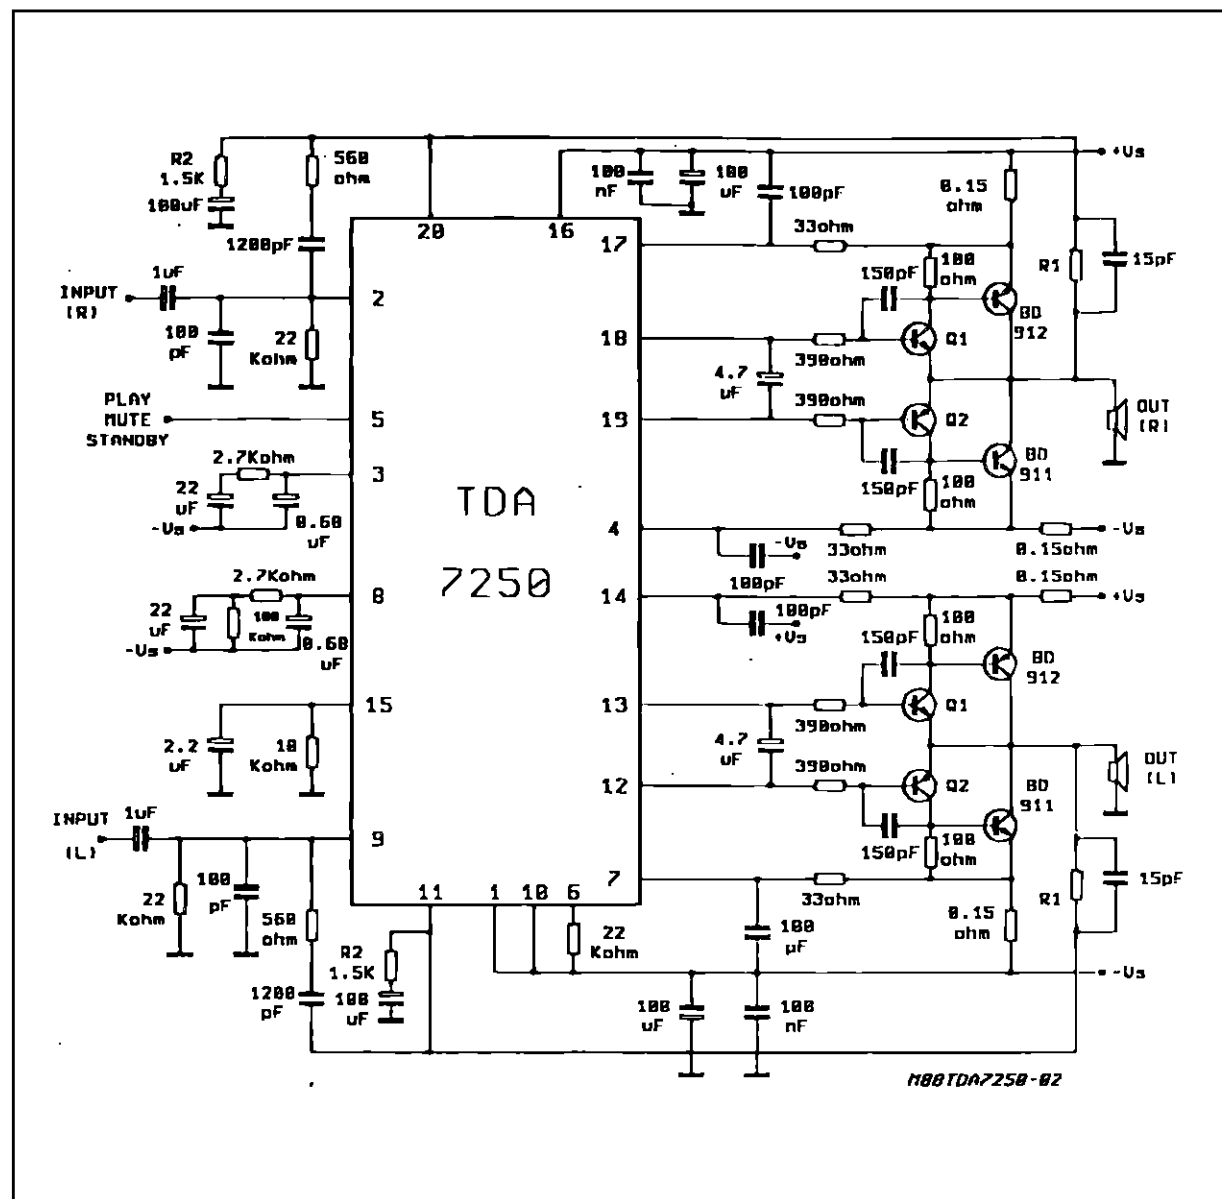 R2
1.5K
100uF
560
ohm
1200pF
1uF
INPUT
(R)
100
pF
22
Kohm
PLAY
MUTE
STANDBY
2.7Kohm
22
uF
-Vs
0.68
uF
2.7Kohm
22
uF
100
Kohm
-Vs
0.68
uF
2.2
uF
10
Kohm
INPUT
(L)
1uF
22
Kohm
100
pF
560
ohm
1200
pF
R2
1.5K
100
uF
20
16
2
5
3
8
15
9
11
1
10
6
17
18
19
4
14
13
12
7
TDA
7250
22
Kohm
100
nF
100
uF
100pF
33ohm
0.15
ohm
+Vs
150pF
100
ohm
R1
15pF
BD
912
390ohm
Q1
4.7
uF
390ohm
Q2
OUT
(R)
150pF
100
ohm
BD
911
-Vs
100pF
33ohm
0.15ohm
-Vs
33ohm
0.15ohm
+Vs
100pF
+Vs
150pF
100
ohm
BD
912
390ohm
Q1
4.7
uF
390ohm
Q2
OUT
(L)
150pF
100
ohm
BD
911
33ohm
0.15
ohm
R1
15pF
100
µF
-Vs
100
uF
100
nF
M88TDA7250-02